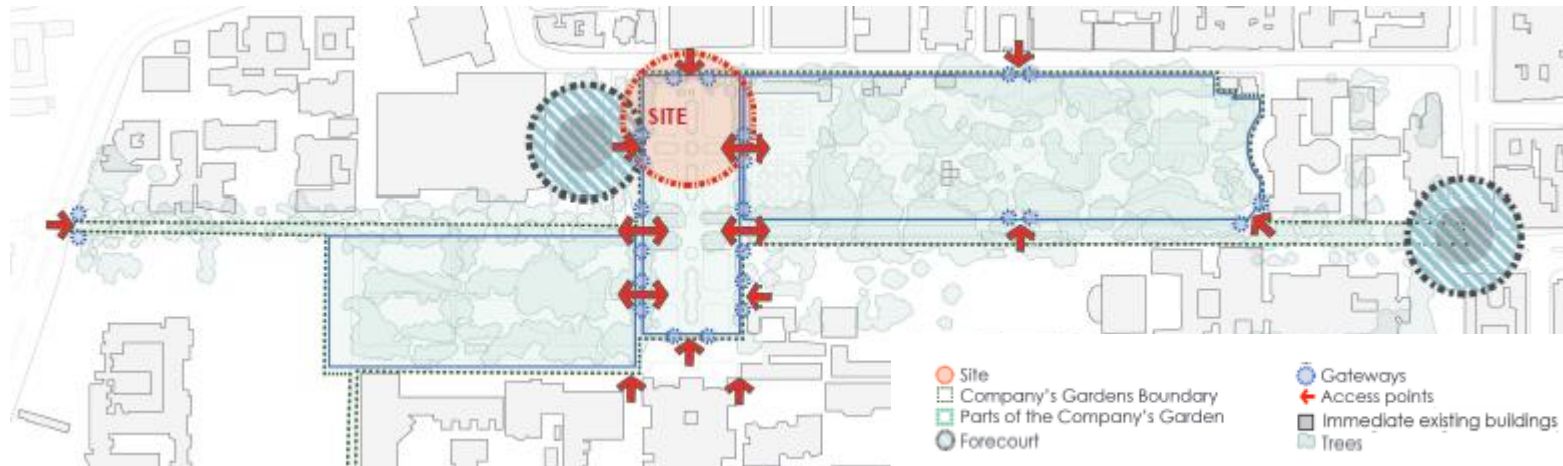 SITE
Site
Company's Gardens Boundary
Parts of the Company's Garden
Forecourt
Gateways
Access points
Immediate existing buildings
Trees